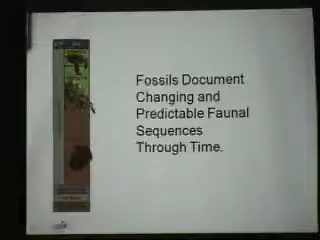 Fossils Document
Changing and
Predictable Faunal
Sequences
Through Time.